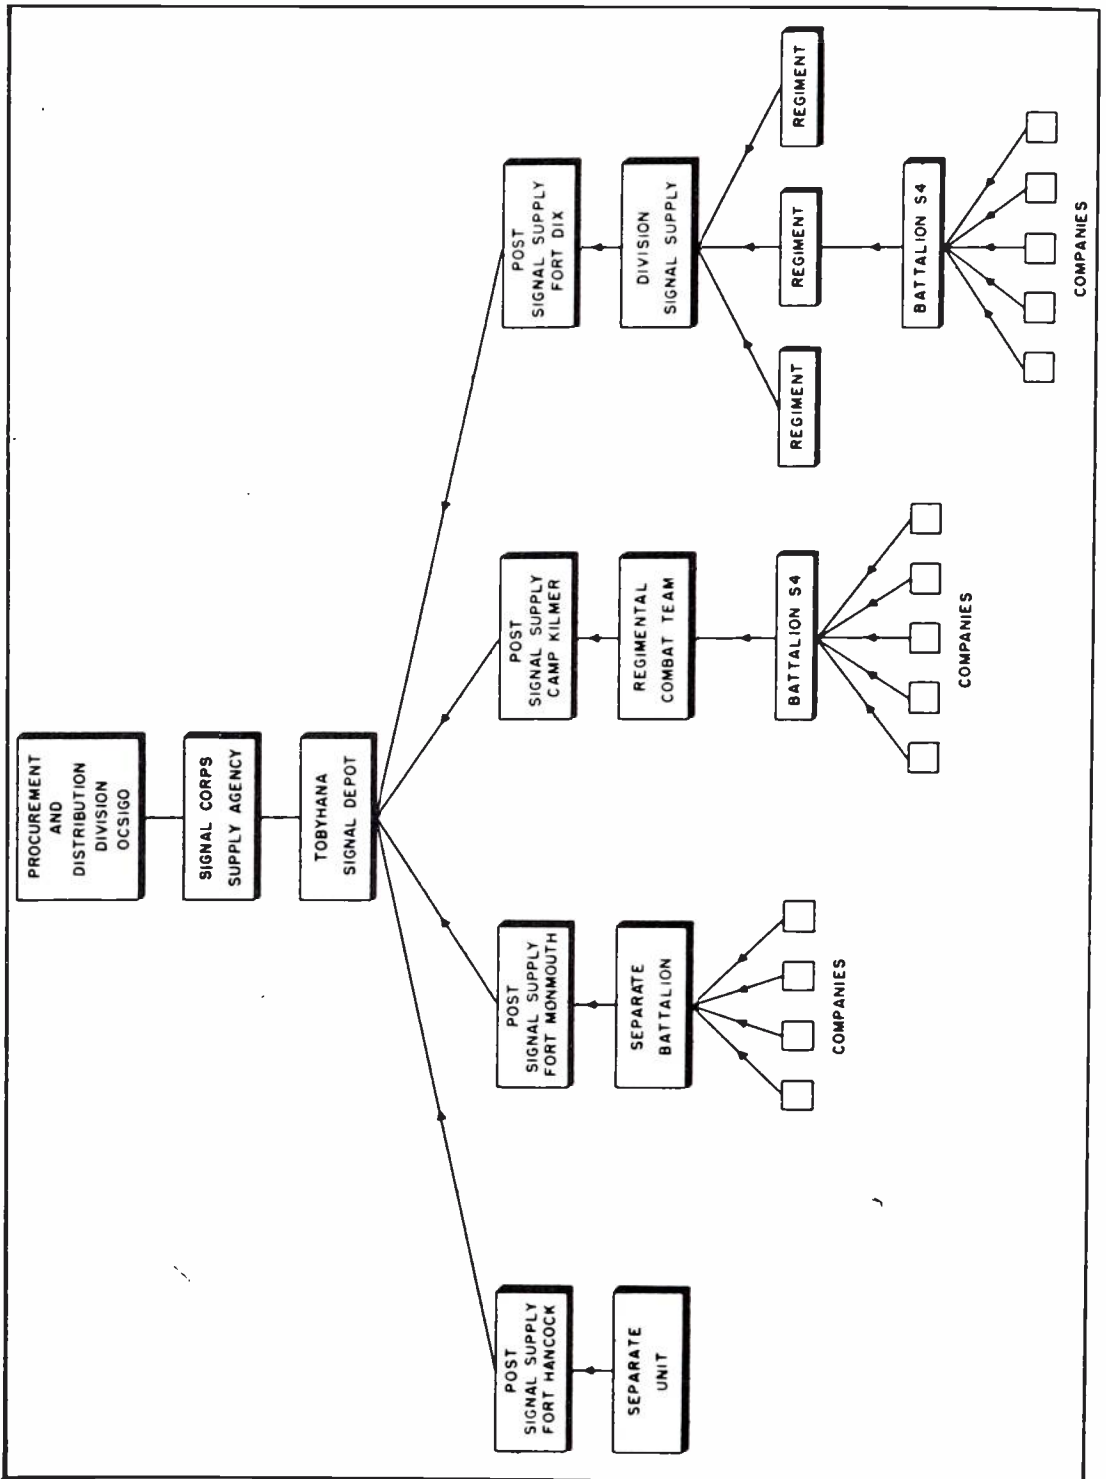 PROCUREMENT
AND
DISTRIBUTION
DIVISION
OCSIGO
SIGNAL CORPS
SUPPLY AGENCY
TOBYHANA
SIGNAL DEPOT
POST
SIGNAL SUPPLY
FORT HANCOCK
POST
SIGNAL SUPPLY
FORT MONMOUTH
POST
SIGNAL SUPPLY
CAMP KILMER
POST
SIGNAL SUPPLY
FORT DIX
SEPARATE
UNIT
SEPARATE
BATTALION
REGIMENTAL
COMBAT TEAM
DIVISION
SIGNAL SUPPLY
COMPANIES
BATTALION S4
REGIMENT
REGIMENT
REGIMENT
COMPANIES
BATTALION S4
COMPANIES